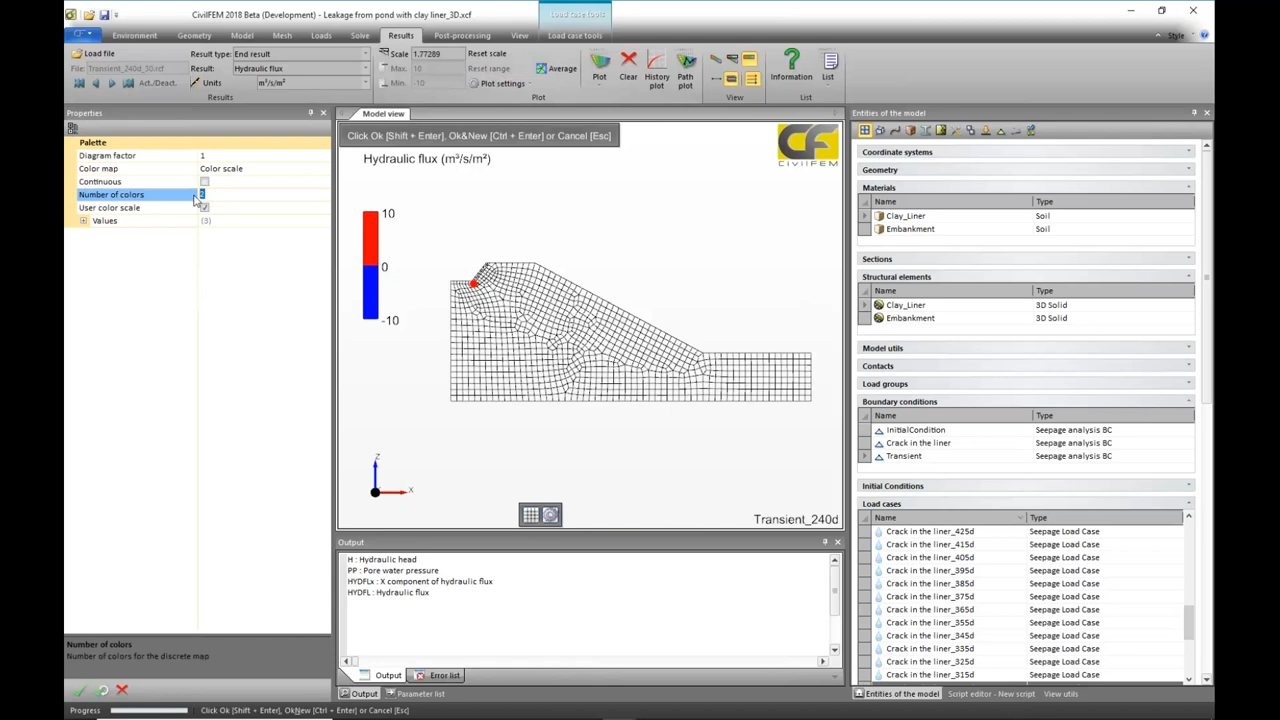 CivilFEM 2018 Beta (Development) - Leakage from pond with clay liner_3D.xcf
Load case tools
Environment Geometry Model Mesh Loads Solve Results Post-processing View Load case tools Style
Load file
Result type: End result
Scale 1.77289 Reset scale
File: Transient_240d_30.rcf
Result: Hydraulic flux
Max. 10 Reset range
Average
Act./Deact.
Units m³/s/m²
Min. -10 Plot settings
Plot Clear History plot Path plot Information List
Results Plot View List
Properties
Palette
Diagram factor 1
Color map Color scale
Continuous
Number of colors 2
User color scale
Values (3)
Number of colors
Number of colors for the discrete map
Model view
Click Ok [Shift + Enter], Ok&New [Ctrl + Enter] or Cancel [Esc]
CIVILFEM
Hydraulic flux (m³/s/m²)
10
0
-10
Z
X
Transient_240d
Output
H : Hydraulic head
PP : Pore water pressure
HYDFLx : X component of hydraulic flux
HYDFL : Hydraulic flux
Output Error list
Output Parameter list
Entities of the model
Coordinate systems
Geometry
Materials
Name Type
Clay_Liner Soil
Embankment Soil
Sections
Structural elements
Name Type
Clay_Liner 3D Solid
Embankment 3D Solid
Model utils
Contacts
Load groups
Boundary conditions
Name Type
InitialCondition Seepage analysis BC
Crack in the liner Seepage analysis BC
Transient Seepage analysis BC
Initial Conditions
Load cases
Name Type
Crack in the liner_425d Seepage Load Case
Crack in the liner_415d Seepage Load Case
Crack in the liner_405d Seepage Load Case
Crack in the liner_395d Seepage Load Case
Crack in the liner_385d Seepage Load Case
Crack in the liner_375d Seepage Load Case
Crack in the liner_365d Seepage Load Case
Crack in the liner_355d Seepage Load Case
Crack in the liner_345d Seepage Load Case
Crack in the liner_335d Seepage Load Case
Crack in the liner_325d Seepage Load Case
Crack in the liner_315d Seepage Load Case
Entities of the model Script editor - New script View utils
Progress Click Ok [Shift + Enter], Ok&New [Ctrl + Enter] or Cancel [Esc]